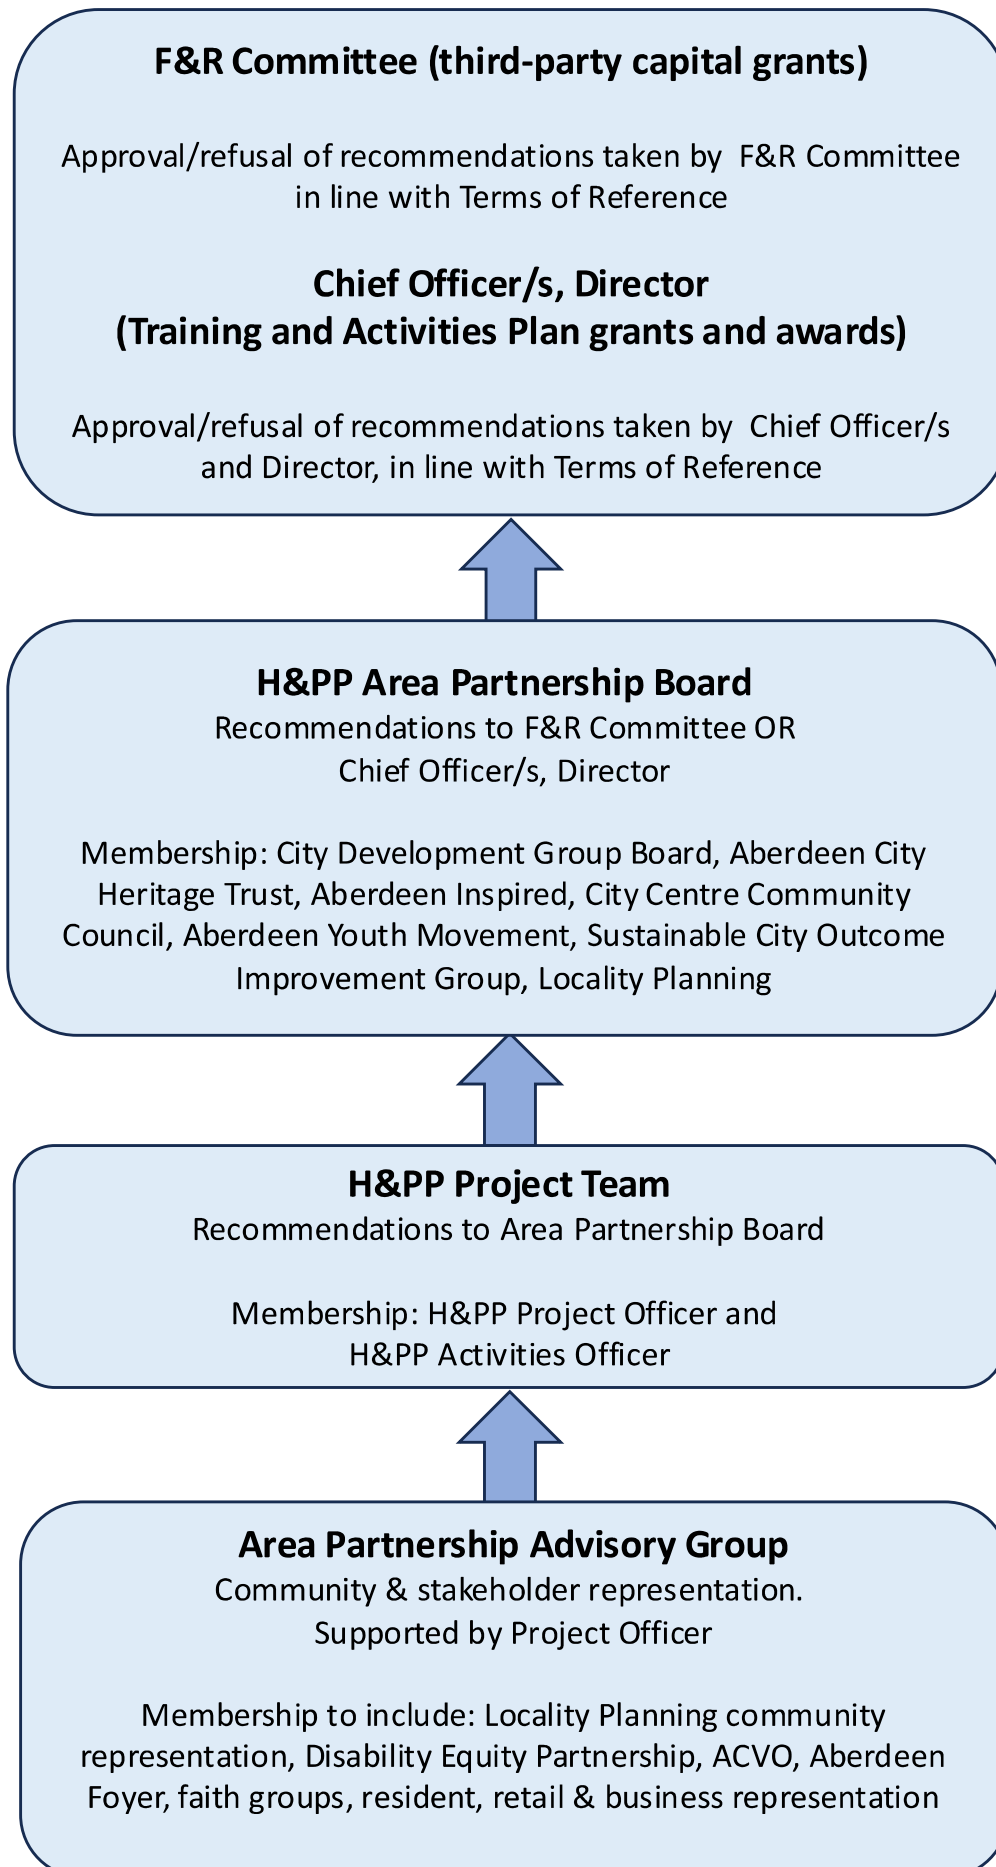 F&R Committee (third-party capital grants)
Approval/refusal of recommendations taken by F&R Committee
in line with Terms of Reference
Chief Officer/s, Director
(Training and Activities Plan grants and awards)
Approval/refusal of recommendations taken by Chief Officer/s
and Director, in line with Terms of Reference
H&PP Area Partnership Board
Recommendations to F&R Committee OR
Chief Officer/s, Director
Membership: City Development Group Board, Aberdeen City
Heritage Trust, Aberdeen Inspired, City Centre Community
Council, Aberdeen Youth Movement, Sustainable City Outcome
Improvement Group, Locality Planning
H&PP Project Team
Recommendations to Area Partnership Board
Membership: H&PP Project Officer and
H&PP Activities Officer
Area Partnership Advisory Group
Community & stakeholder representation.
Supported by Project Officer
Membership to include: Locality Planning community
representation, Disability Equity Partnership, ACVO, Aberdeen
Foyer, faith groups, resident, retail & business representation